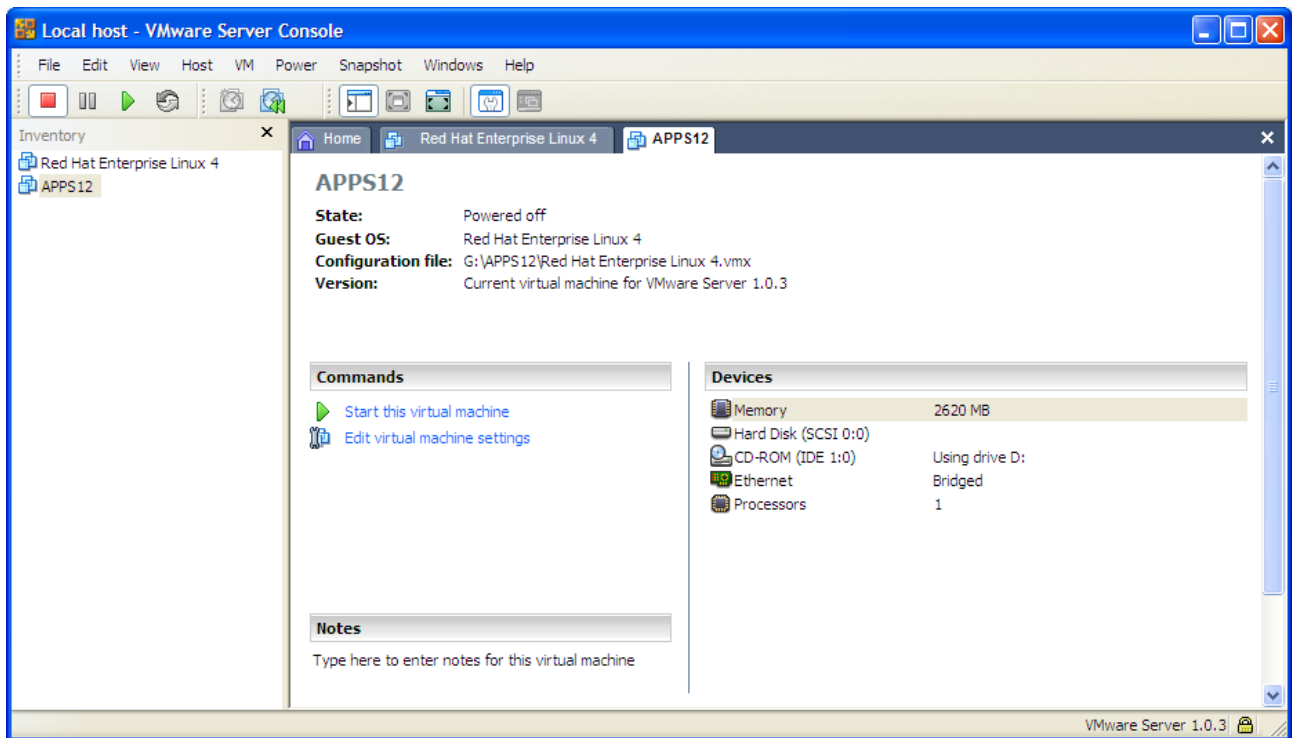 Local host - VMware Server Console
File Edit View Host VM Power Snapshot Windows Help
Inventory
Red Hat Enterprise Linux 4
APPS12
Home Red Hat Enterprise Linux 4 APPS12
APPS12
State: Powered off
Guest OS: Red Hat Enterprise Linux 4
Configuration file: G:\APPS12\Red Hat Enterprise Linux 4.vmx
Version: Current virtual machine for VMware Server 1.0.3
Commands
Start this virtual machine
Edit virtual machine settings
Devices
Memory 2620 MB
Hard Disk (SCSI 0:0)
CD-ROM (IDE 1:0) Using drive D:
Ethernet Bridged
Processors 1
Notes
Type here to enter notes for this virtual machine
VMware Server 1.0.3